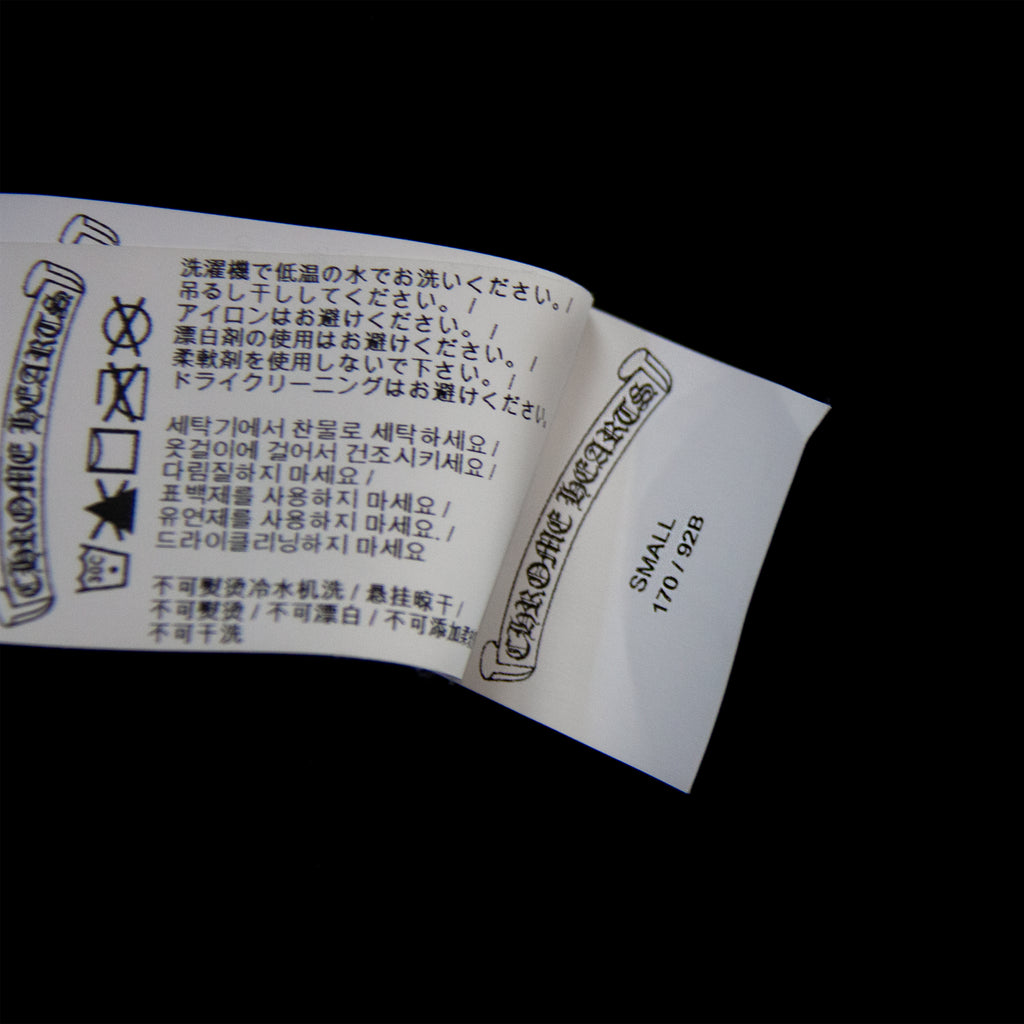 CHROME HEARTS
30C
洗濯機で低温の水でお洗いください。/
吊るし干ししてください。 /
アイロンはお避けください。 /
漂白剤の使用はお避けください。 /
柔軟剤を使用しないで下さい。 /
ドライクリーニングはお避けください。
세탁기에서 찬물로 세탁하세요/
옷걸이에 걸어서 건조시키세요/
다림질하지 마세요 /
표백제를 사용하지 마세요 /
유연제를 사용하지 마세요. /
드라이클리닝하지 마세요
不可熨烫冷水机洗 / 悬挂晾干/
不可熨烫 / 不可漂白 / 不可添加柔
不可干洗
CHROME HEARTS
SMALL
170 / 92B